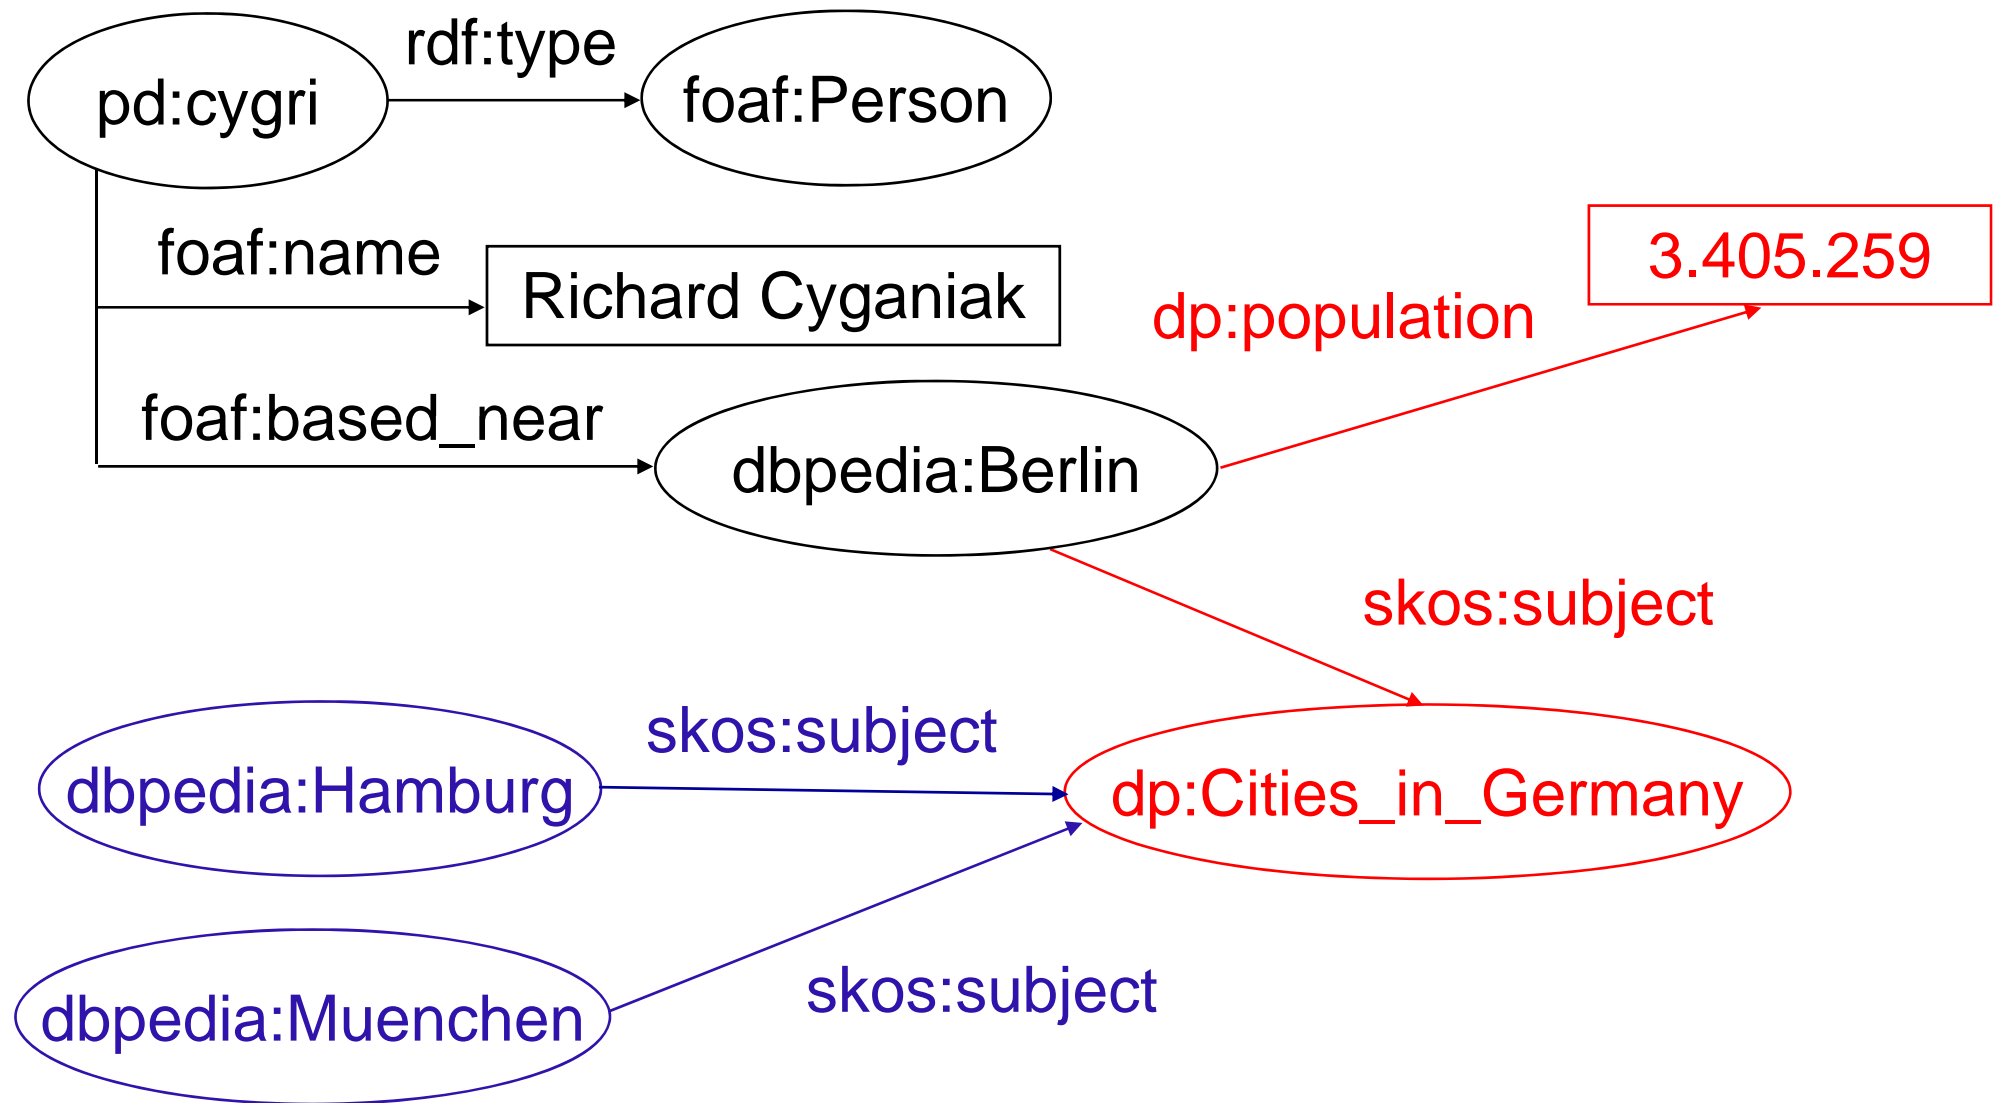 pd:cygri
rdf:type
foaf:Person
foaf:name
Richard Cyganiak
3.405.259
dp:population
foaf:based_near
dbpedia:Berlin
skos:subject
skos:subject
dbpedia:Hamburg
dp:Cities_in_Germany
skos:subject
dbpedia:Muenchen